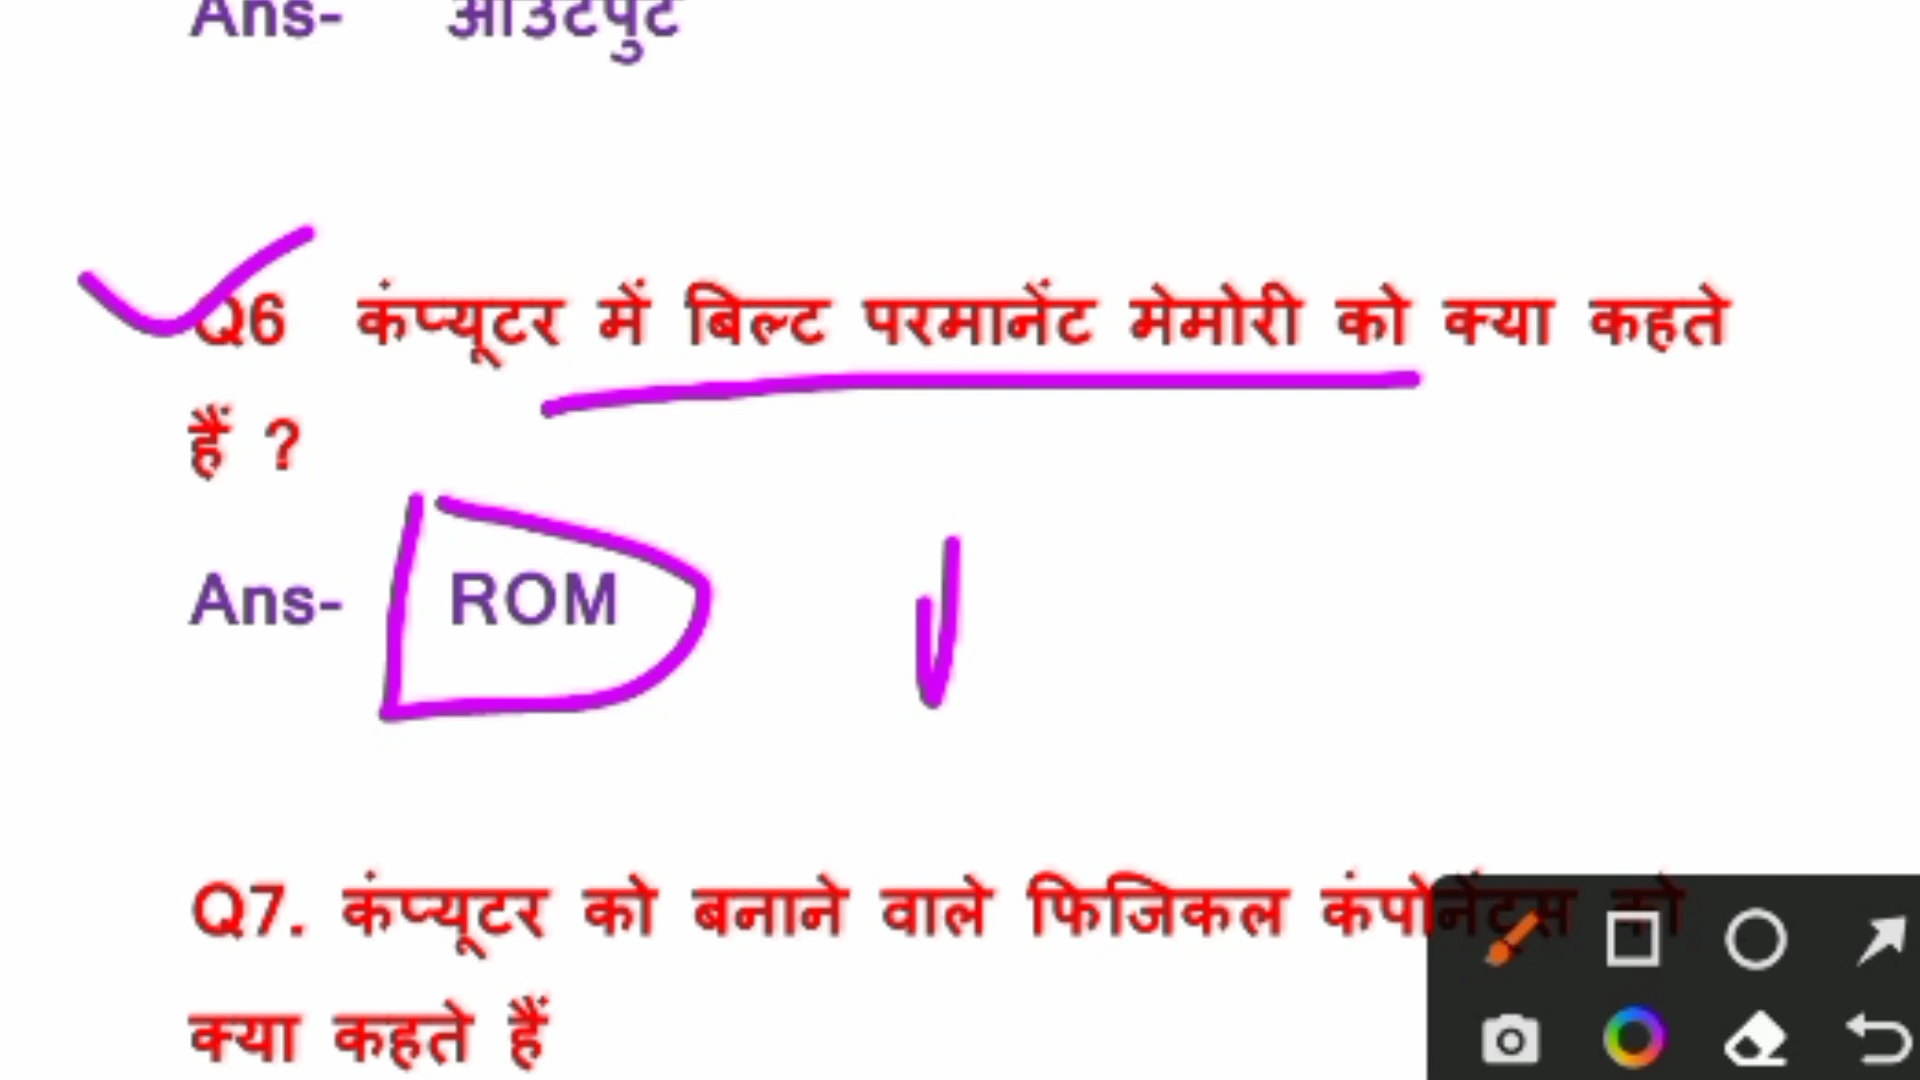 Ans- आउटपुट
Q6 कंप्यूटर में बिल्ट परमानेंट मेमोरी को क्या कहते
हैं ?
Ans- ROM
Q7. कंप्यूटर को बनाने वाले फिजिकल कंपोनेंट्स को
क्या कहते हैं